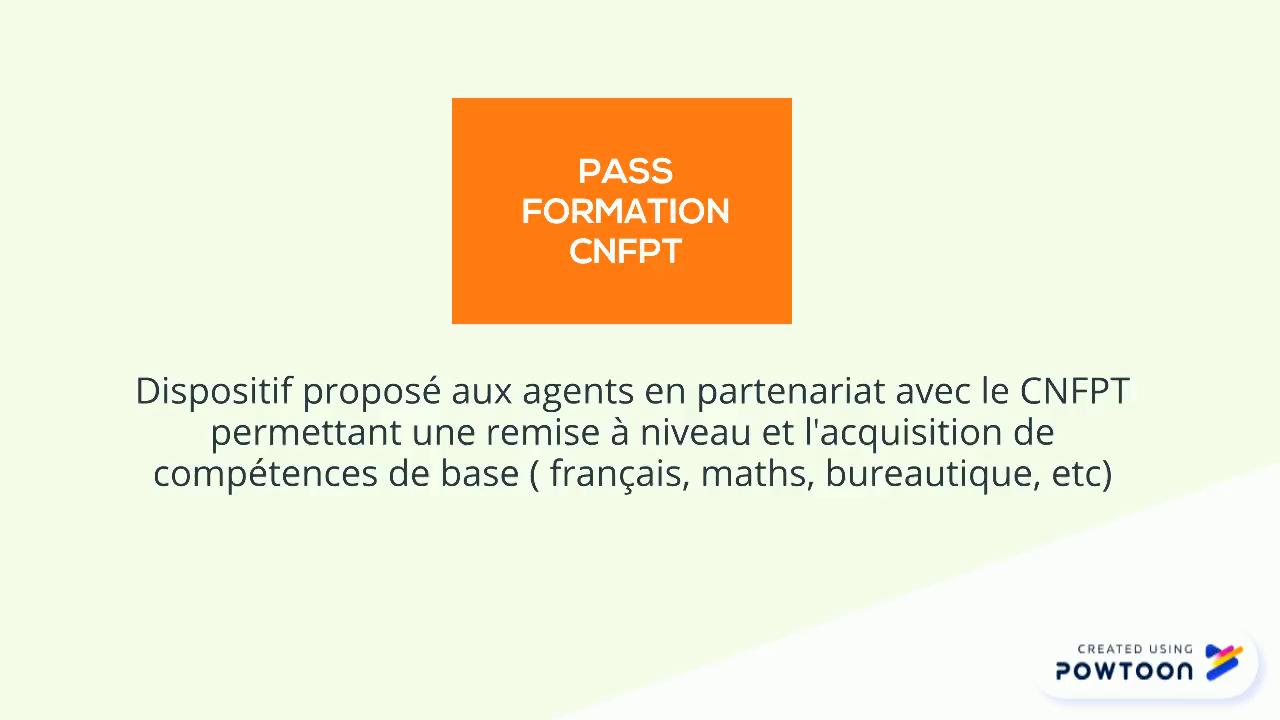 PASS
FORMATION
CNFPT
Dispositif proposé aux agents en partenariat avec le CNFPT
permettant une remise à niveau et l'acquisition de
compétences de base ( français, maths, bureautique, etc)
CREATED USING
POWTOON